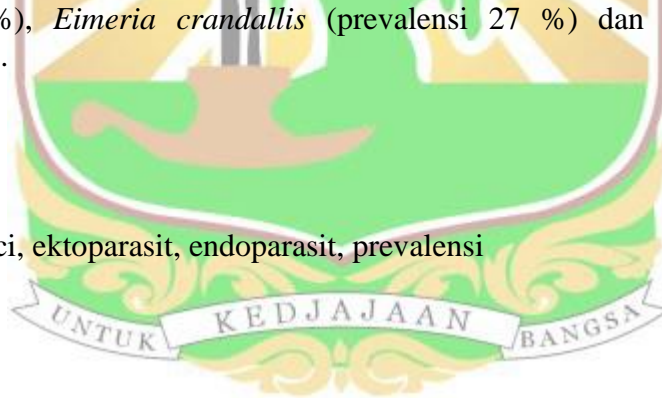 %), Eimeria crandallis (prevalensi 27 %) dan
.
ci, ektoparasit, endoparasit, prevalensi
UNTUK KEDJAJAAN BANGSA